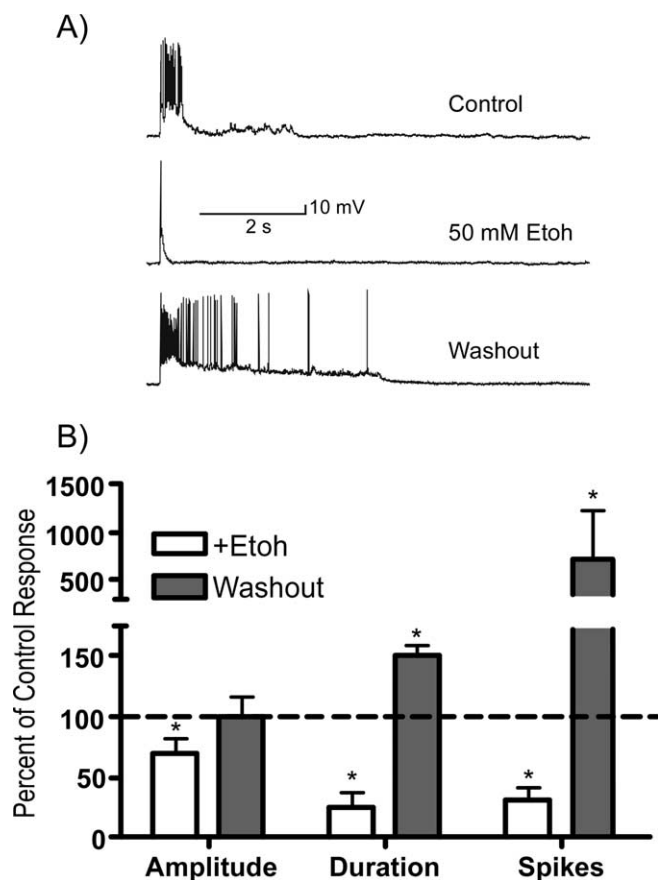 A)
Control
10 mV
2 s
50 mM Etoh
Washout
B)
Percent of Control Response
1500
1000
500
150
100
50
0
+Etoh
Washout
*
*
*
*
*
Amplitude Duration Spikes